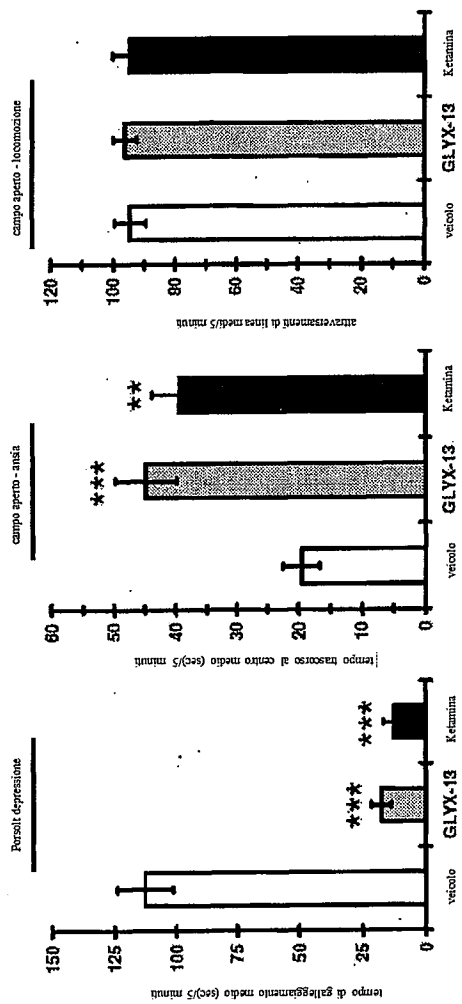 Porsolt depressione
tempo di galleggiamento medio (sec)/5 minuti
150
125
100
75
50
25
0
***
***
veicolo
GLYX-13
Ketamina
campo aperto - ansia
tempo trascorso al centro medio (sec)/5 minuti
60
50
40
30
20
10
0
***
**
veicolo
GLYX-13
Ketamina
campo aperto - locomozione
attraversamenti di linea medi/5 minuti
120
100
80
60
40
20
0
veicolo
GLYX-13
Ketamina